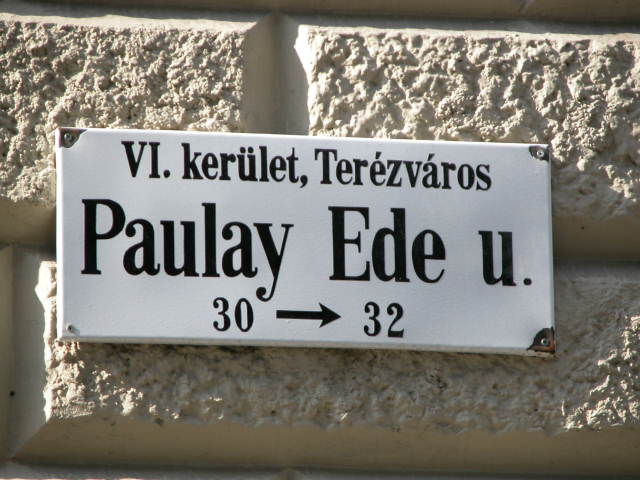 VI. kerület, Terézváros
Paulay Ede u.
30 → 32